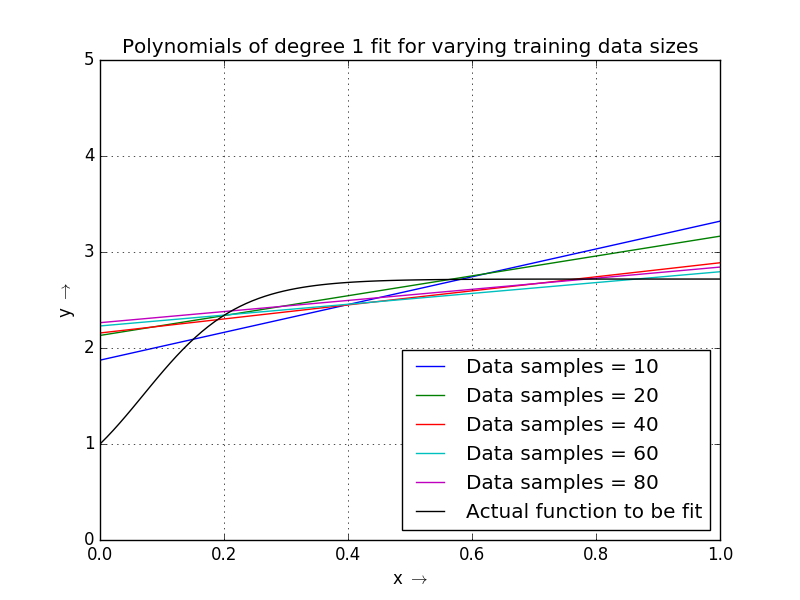 Polynomials of degree 1 fit for varying training data sizes
5
4
3
2
1
0
y →
0.0 0.2 0.4 0.6 0.8 1.0
x →
Data samples = 10
Data samples = 20
Data samples = 40
Data samples = 60
Data samples = 80
Actual function to be fit